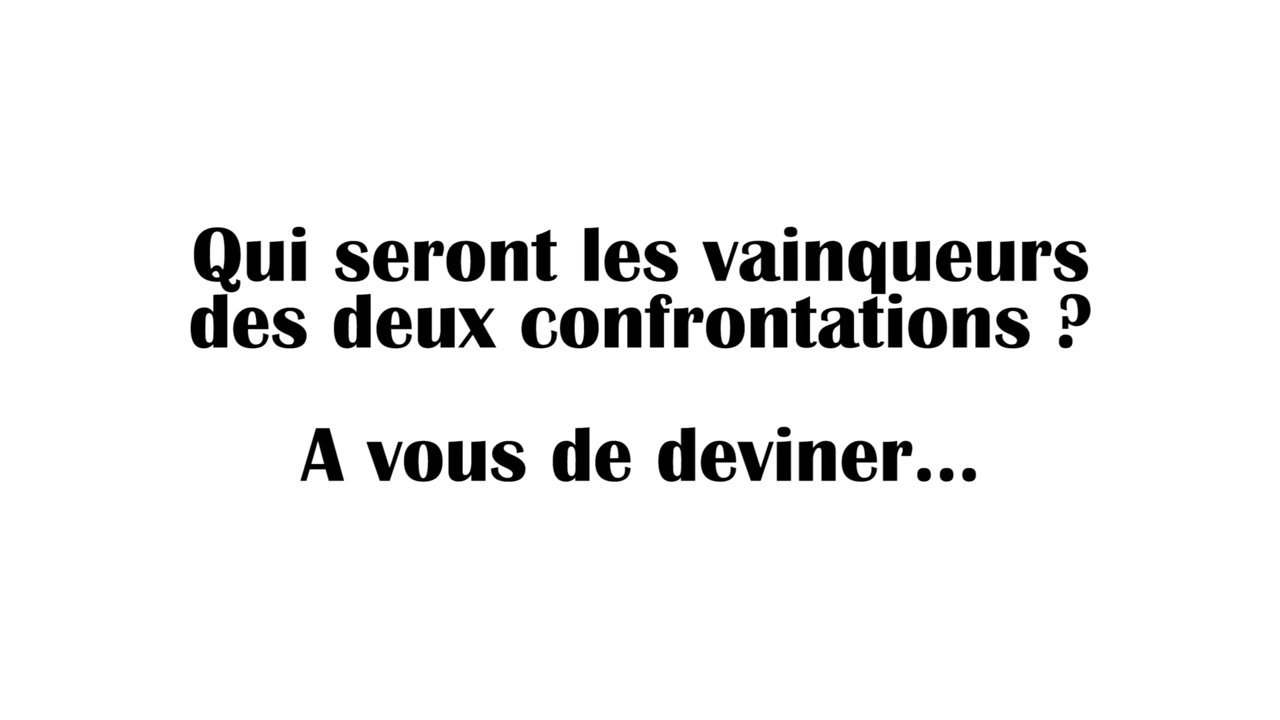 Qui seront les vainqueurs
des deux confrontations ?
A vous de deviner...